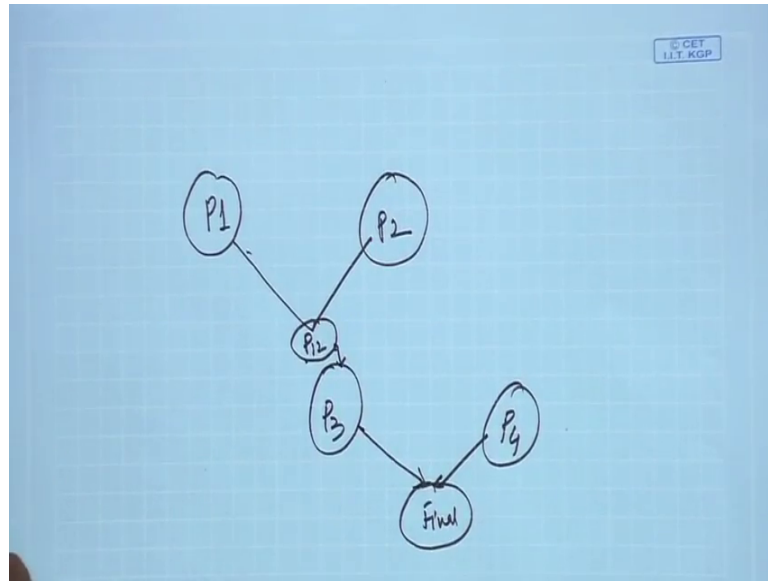 © CET
I.I.T. KGP
P1
P2
P12
P3
P4
Final